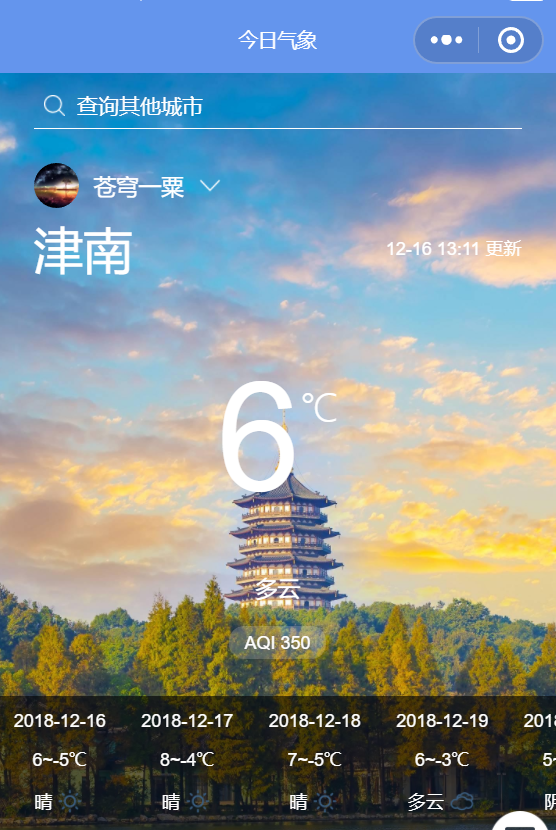 今日气象
查询其他城市
苍穹一粟
津南
12-16 13:11 更新
6℃
多云
AQI 350
2018-12-16 2018-12-17 2018-12-18 2018-12-19
6~-5℃ 8~-4℃ 7~-5℃ 6~-3℃
晴 晴 晴 多云